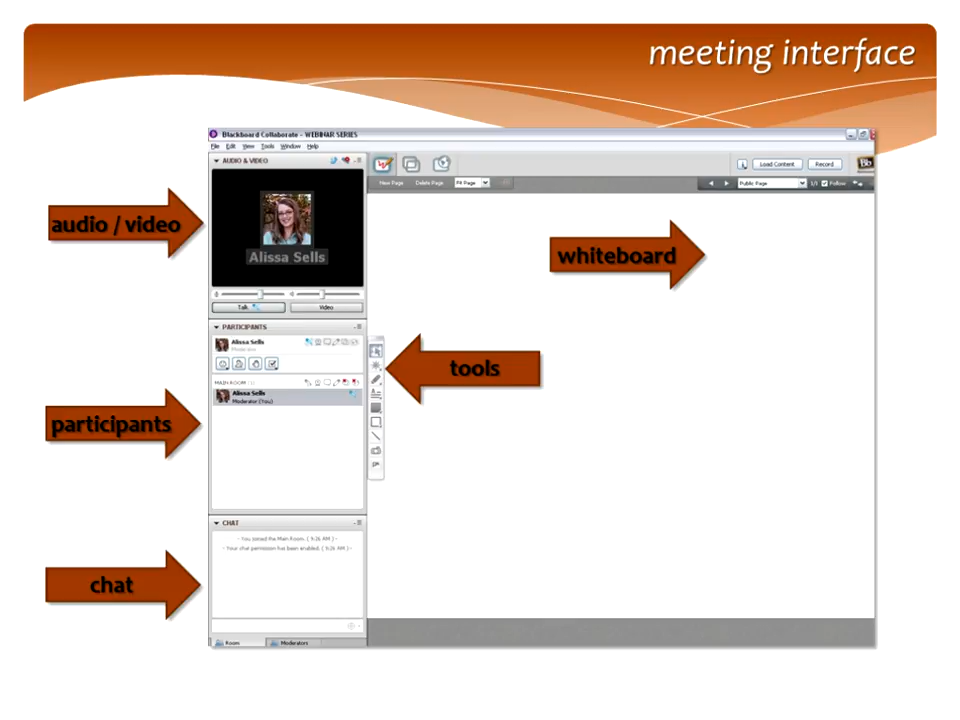 meeting interface
Blackboard Collaborate - WEBINAR SERIES
File Edit View Tools Window Help
AUDIO & VIDEO
Load Content
Record
Bb
New Page
Delete Page
Fit Page
Public Page
1/1
Follow
audio / video
Alissa Sells
whiteboard
Talk
Video
PARTICIPANTS
Alissa Sells
tools
MAIN ROOM
Alissa Sells
Moderator (You)
participants
CHAT
- You joined the Main Room. ( 9:26 AM ) -
- Your chat permission has been enabled. ( 9:26 AM ) -
chat
Room
Moderators